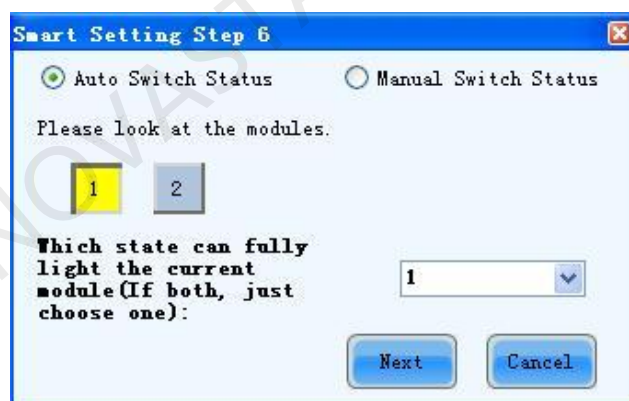 Smart Setting Step 6
Auto Switch Status Manual Switch Status
Please look at the modules.
1 2
Which state can fully
light the current
module(If both, just
choose one):
1
Next Cancel
NOVASTA